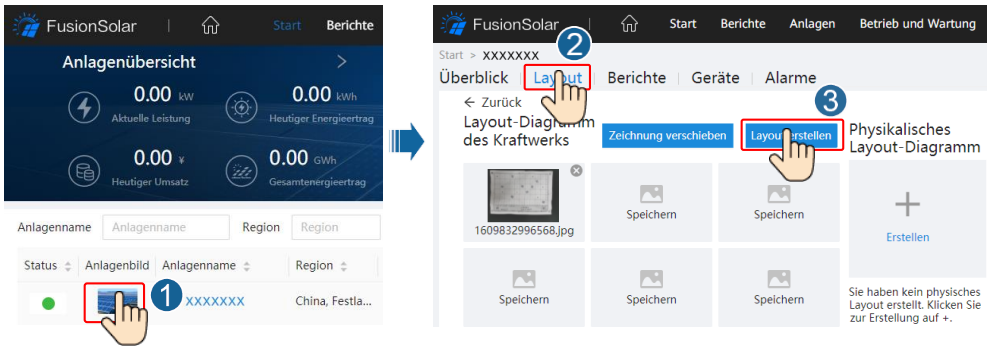 FusionSolar
Start
Berichte
Anlagenübersicht
0.00 kW
Aktuelle Leistung
0.00 kWh
Heutiger Energieertrag
0.00 ¥
Heutiger Umsatz
0.00 GWh
Gesamtenergieertrag
Anlagenname Anlagenname Region Region
Status Anlagenbild Anlagenname Region
1 XXXXXXX China, Festla...
FusionSolar
Start Berichte Anlagen Betrieb und Wartung
Start > XXXXXXX
2
Überblick Layout Berichte Geräte Alarme
← Zurück
3
Layout-Diagramm
des Kraftwerks
Zeichnung verschieben
Layout erstellen
Physikalisches
Layout-Diagramm
1609832996568.jpg
Speichern
Speichern
+
Erstellen
Speichern
Speichern
Speichern
Sie haben kein physisches
Layout erstellt. Klicken Sie
zur Erstellung auf +.